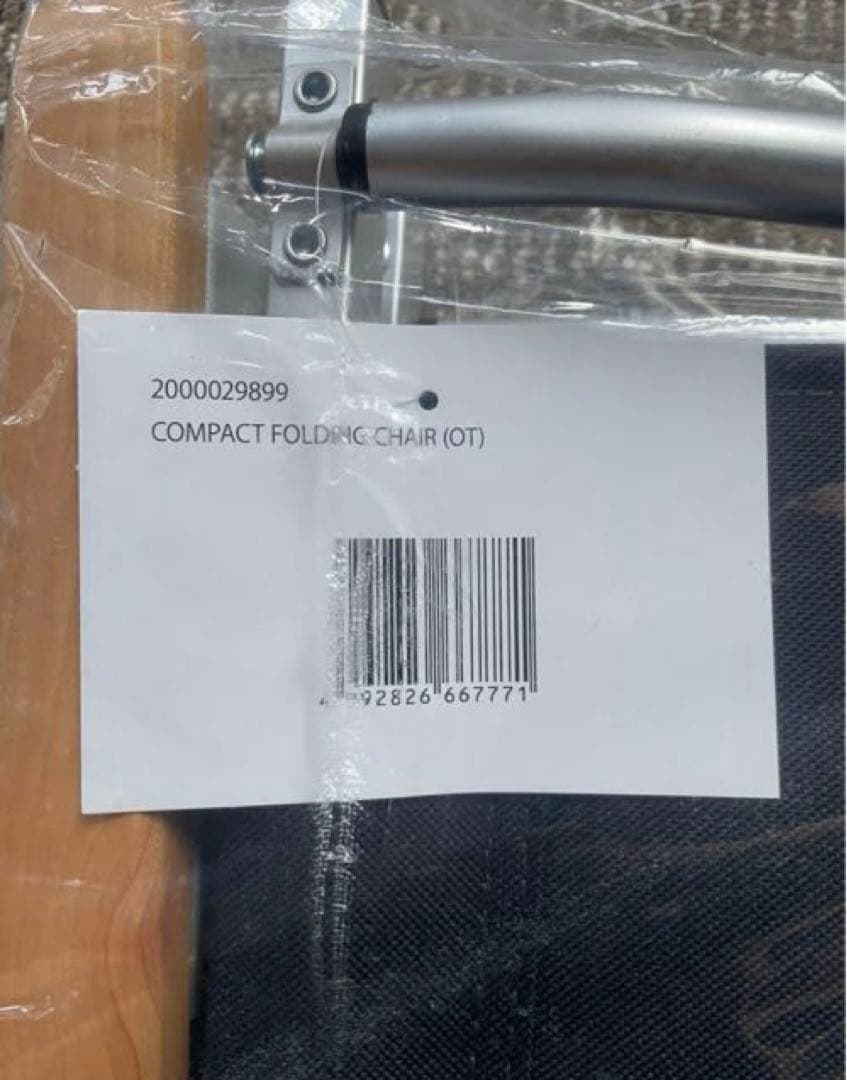 2000029899
COMPACT FOLDING CHAIR (OT)
92826 667771